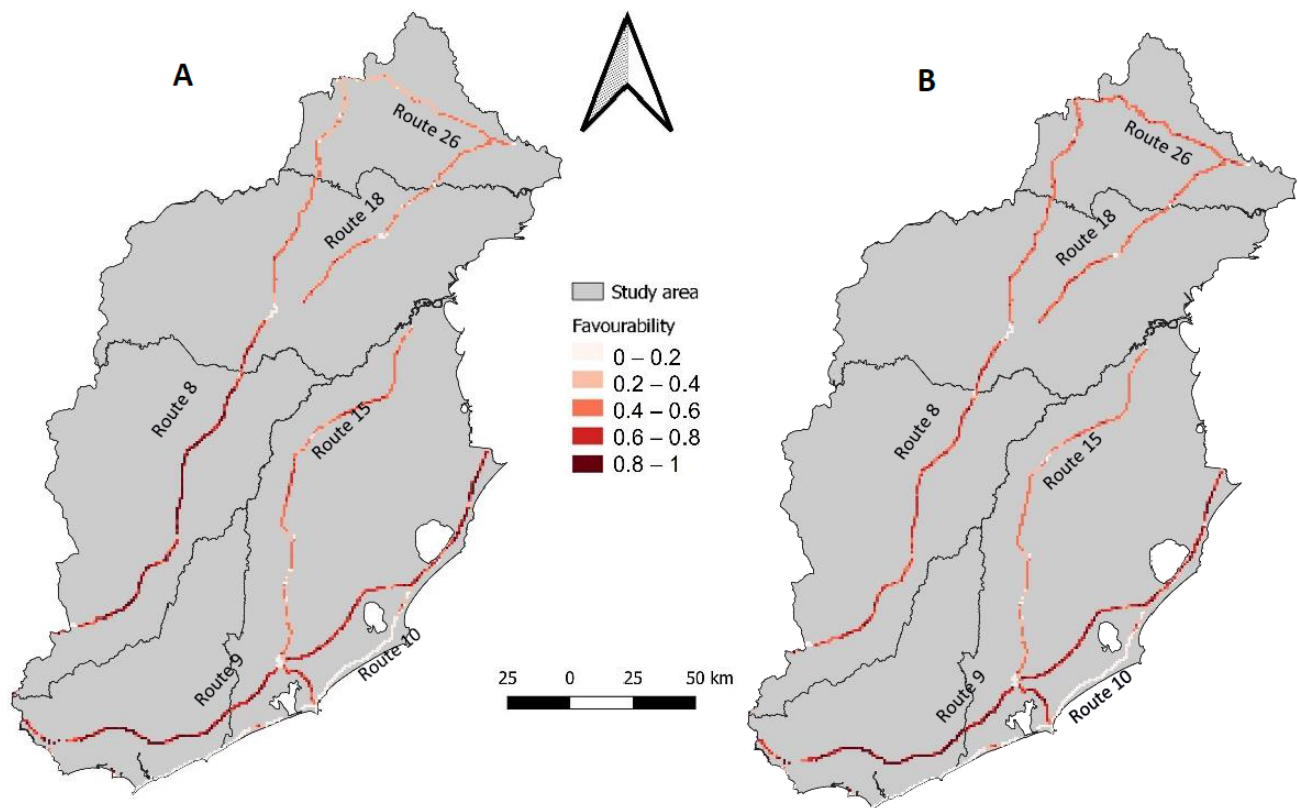 A
B
Route 26
Route 18
Route 8
Route 15
Route 9
Route 10
Study area
Favourability
0 – 0.2
0.2 – 0.4
0.4 – 0.6
0.6 – 0.8
0.8 – 1
25 0 25 50 km
Route 26
Route 18
Route 8
Route 15
Route 9
Route 10